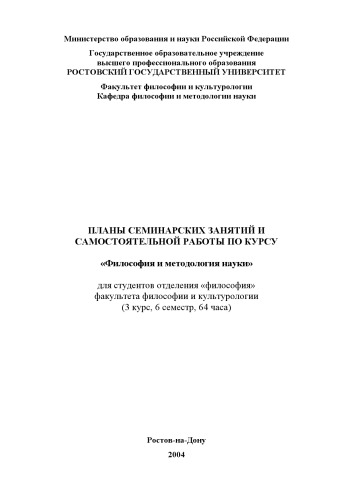 Министерство образования и науки Российской Федерации
Государственное образовательное учреждение
высшего профессионального образования
РОСТОВСКИЙ ГОСУДАРСТВЕННЫЙ УНИВЕРСИТЕТ
Факультет философии и культурологии
Кафедра философии и методологии науки
ПЛАНЫ СЕМИНАРСКИХ ЗАНЯТИЙ И
САМОСТОЯТЕЛЬНОЙ РАБОТЫ ПО КУРСУ
«Философия и методология науки»
для студентов отделения «философия»
факультета философии и культурологии
(3 курс, 6 семестр, 64 часа)
Ростов-на-Дону
2004